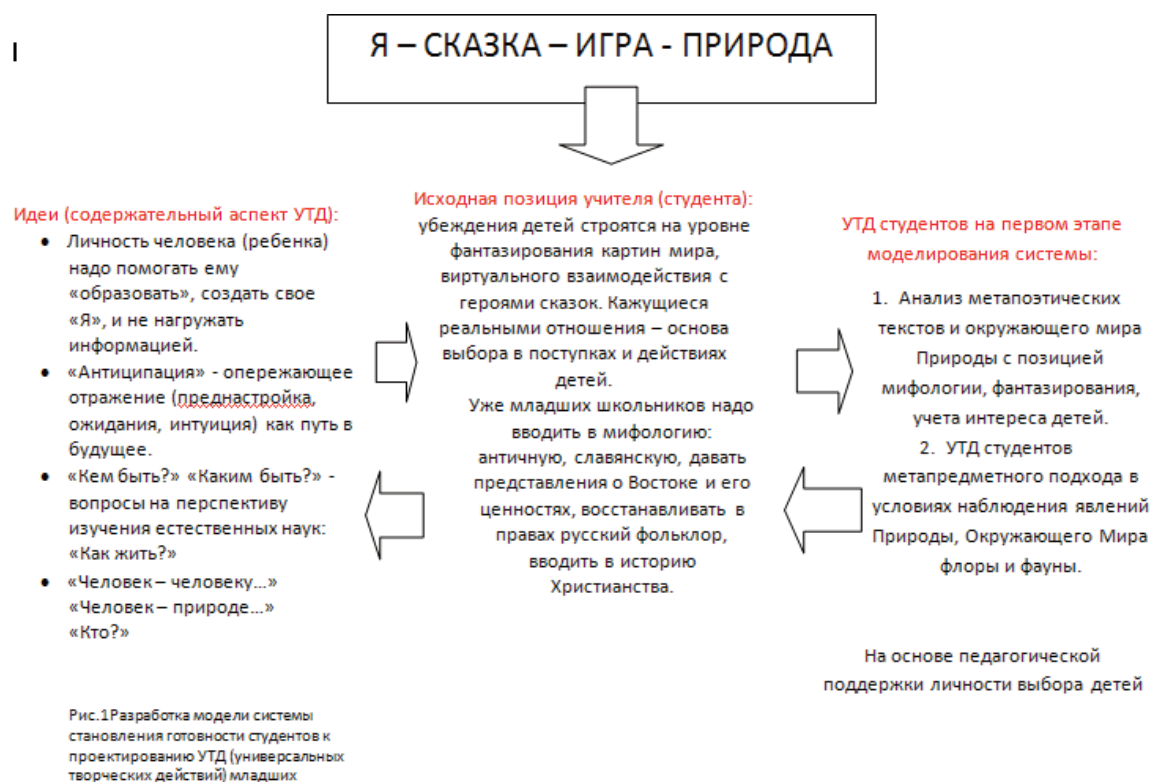 I
Я – СКАЗКА – ИГРА - ПРИРОДА
Идеи (содержательный аспект УТД):
• Личность человека (ребенка)
надо помогать ему
«образовать», создать свое
«Я», и не нагружать
информацией.
• «Антиципация» - опережающее
отражение (преднастройка,
ожидания, интуиция) как путь в
будущее.
• «Кем быть?» «Каким быть?» -
вопросы на перспективу
изучения естественных наук:
«Как жить?»
• «Человек – человеку...»
«Человек – природе...»
«Кто?»
Исходная позиция учителя (студента):
убеждения детей строятся на уровне
фантазирования картин мира,
виртуального взаимодействия с
героями сказок. Кажущиеся
реальными отношения – основа
выбора в поступках и действиях
детей.
Уже младших школьников надо
вводить в мифологию:
античную, славянскую, давать
представления о Востоке и его
ценностях, восстанавливать в
правах русский фольклор,
вводить в историю
Христианства.
УТД студентов на первом этапе
моделирования системы:
1. Анализ метапоэтических
текстов и окружающего мира
Природы с позицией
мифологии, фантазирования,
учета интереса детей.
2. УТД студентов
метапредметного подхода в
условиях наблюдения явлений
Природы, Окружающего Мира
флоры и фауны.
На основе педагогической
поддержки личности выбора детей
Рис.1Разработка модели системы
становления готовности студентов к
проектированию УТД (универсальных
творческих действий) младших